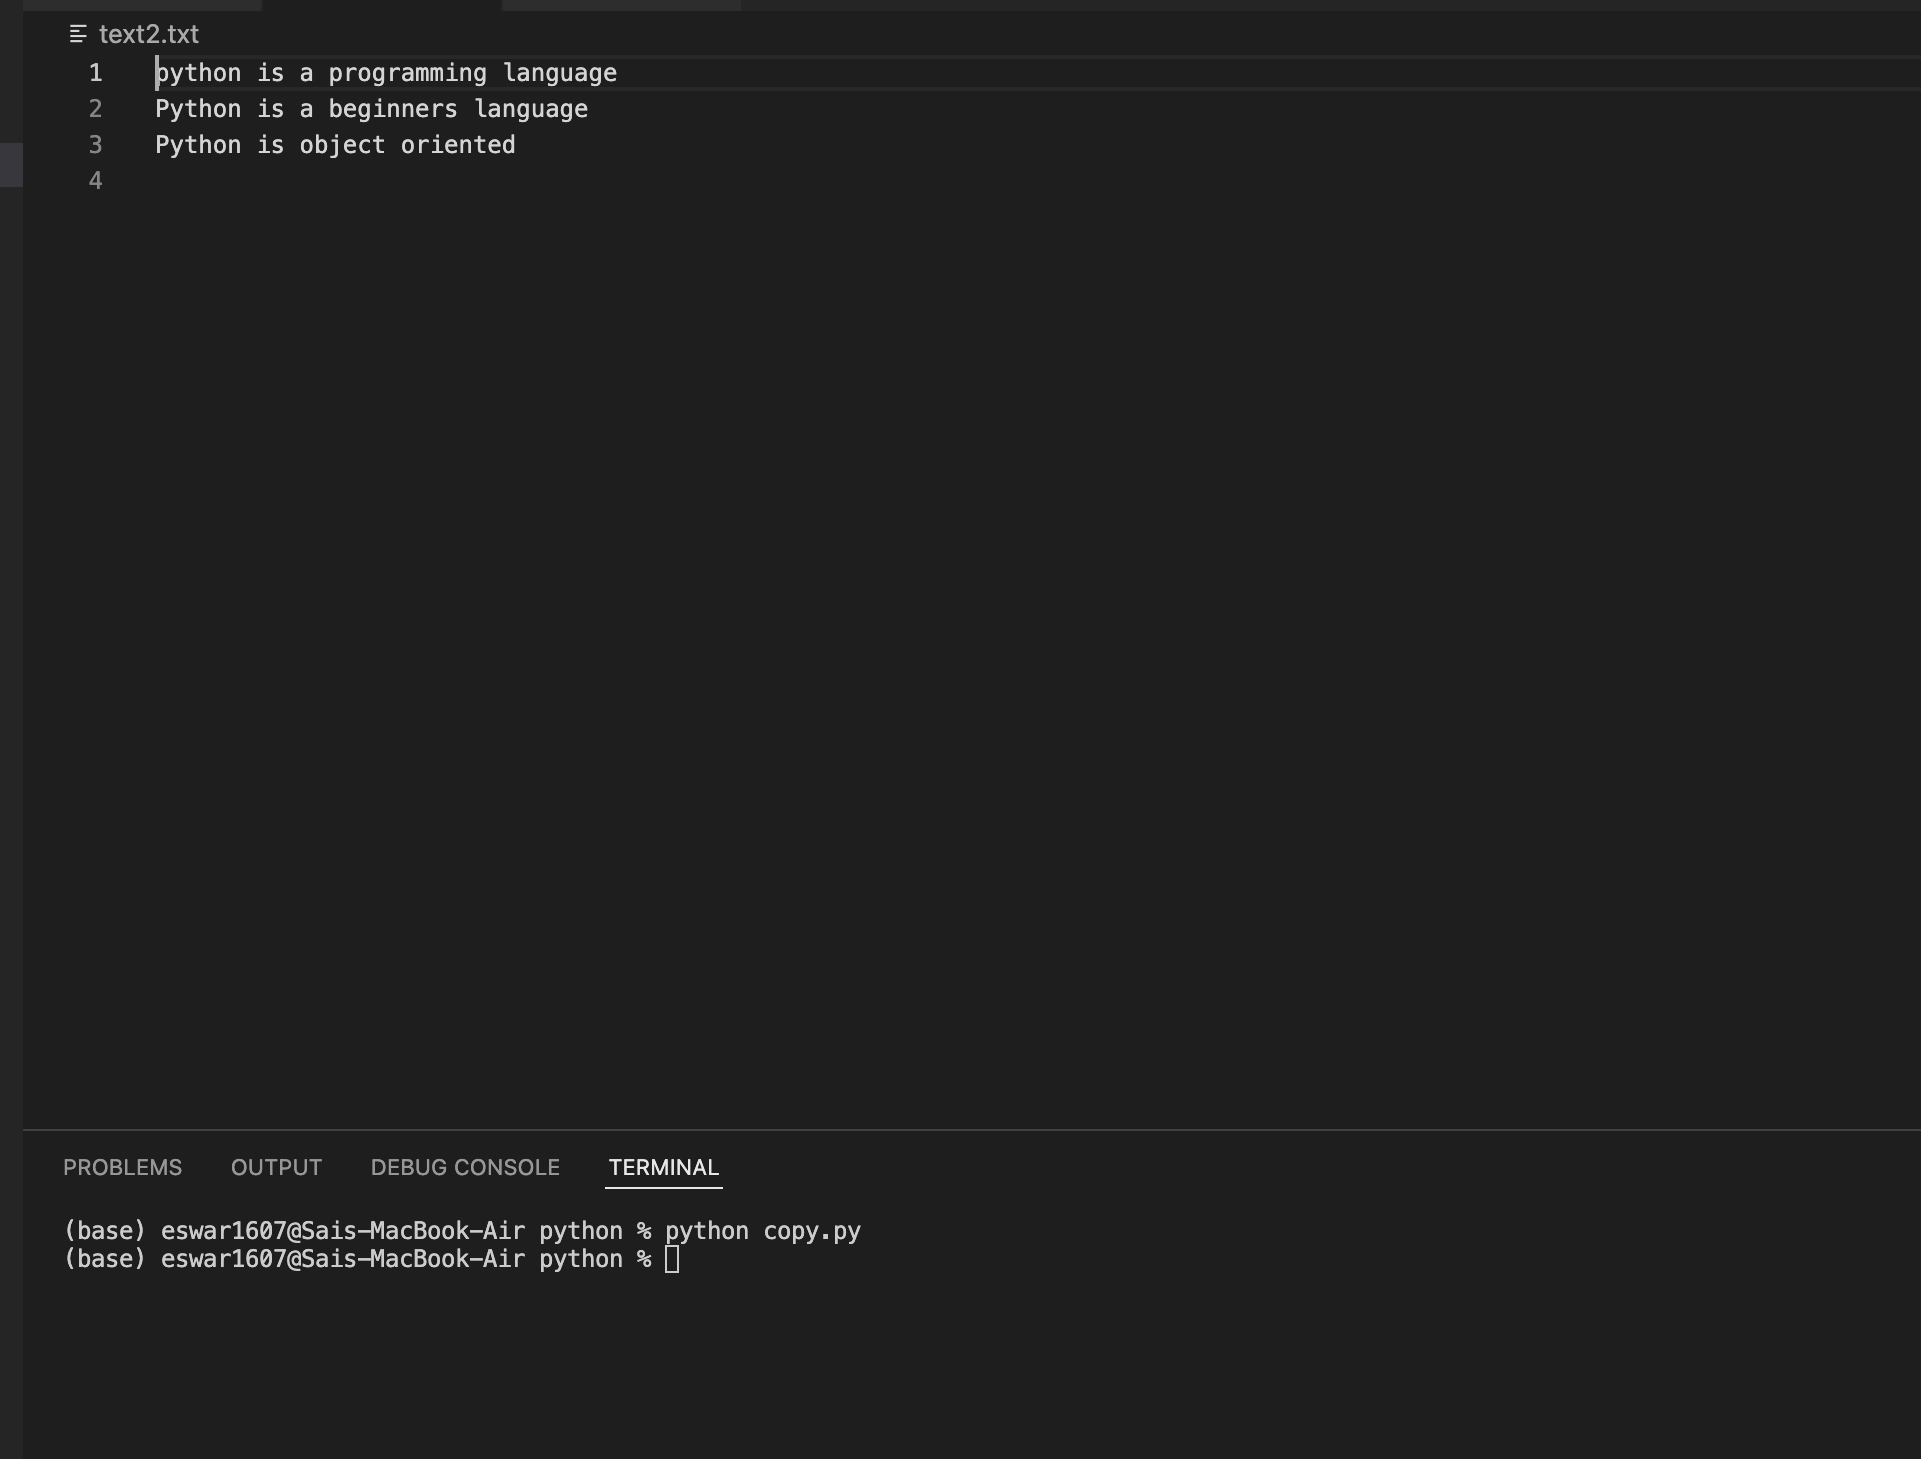 text2.txt
1 python is a programming language
2 Python is a beginners language
3 Python is object oriented
4
PROBLEMS OUTPUT DEBUG CONSOLE TERMINAL
(base) eswar1607@Sais-MacBook-Air python % python copy.py
(base) eswar1607@Sais-MacBook-Air python %